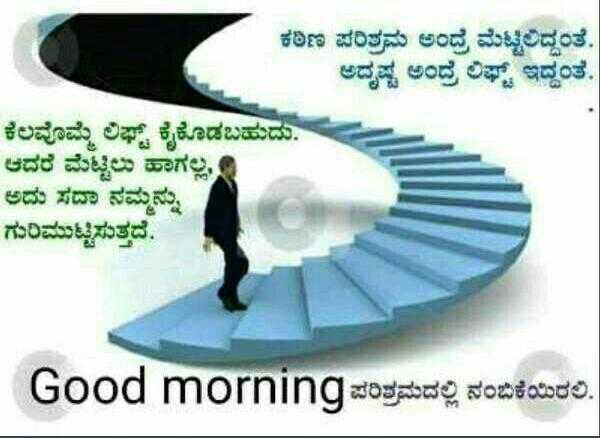 ಕಠಿಣ ಪರಿಶ್ರಮ ಅಂದ್ರೆ ಮೆಟ್ಟಿಲಿದ್ದಂತೆ.
ಅದೃಷ್ಟ ಅಂದ್ರೆ ಲಿಫ್ಟ್ ಇದ್ದಂತೆ.
ಕೆಲವೊಮ್ಮೆ ಲಿಫ್ಟ್ ಕೈಕೊಡಬಹುದು.
ಆದರೆ ಮೆಟ್ಟಿಲು ಹಾಗಲ್ಲ,
ಅದು ಸದಾ ನಮ್ಮನ್ನು
ಗುರಿಮುಟ್ಟಿಸುತ್ತದೆ.
Good morning ಪರಿಶ್ರಮದಲ್ಲಿ ನಂಬಿಕೆಯಿರಲಿ.